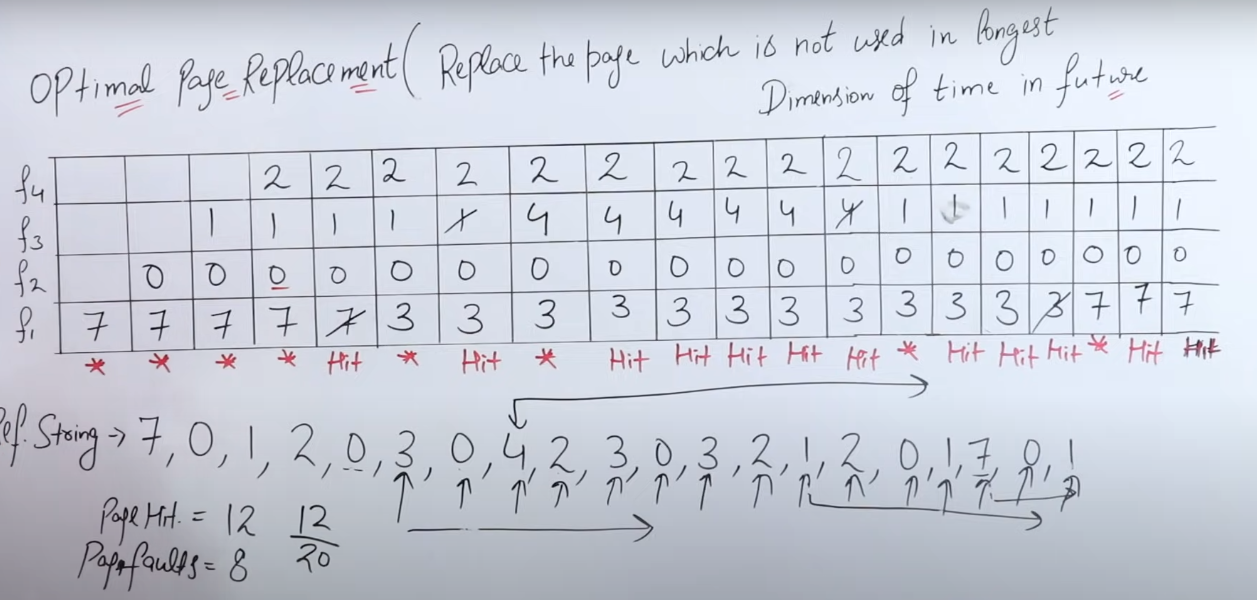 OPtimal Page Replacement ( Replace the page which is not used in longest
Dimension of time in future
f4 2 2 2 2 2 2 2 2 2 2 2 2 2 2 2 2 2
f3 1 1 1 1 1 4 4 4 4 4 4 1 1 1 1 1 1 1
f2 0 0 0 0 0 0 0 0 0 0 0 0 0 0 0 0 0 0 0
f1 7 7 7 7 7 3 3 3 3 3 3 3 3 3 3 3 3 7 7 7
* * * * Hit * Hit * Hit Hit Hit Hit Hit * Hit Hit Hit * Hit Hit
Ref. String → 7, 0, 1, 2, 0, 3, 0, 4, 2, 3, 0, 3, 2, 1, 2, 0, 1, 7, 0, 1
Page Hit = 12 12/20
Page faults = 8